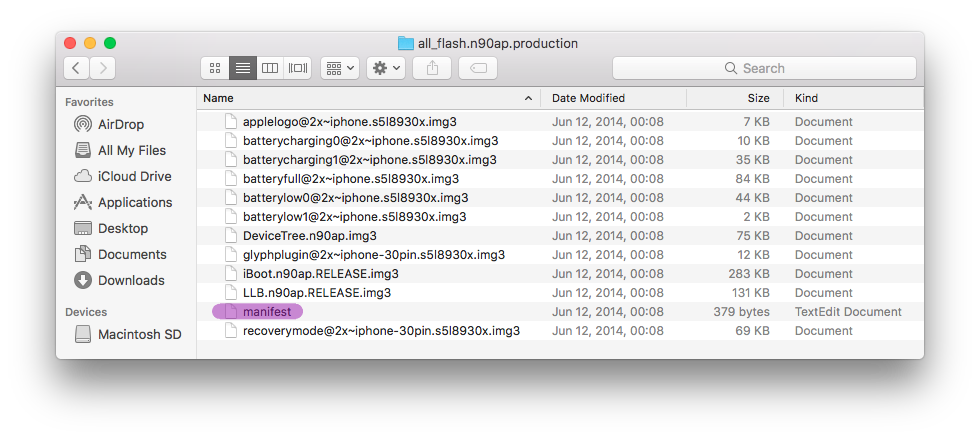 all_flash.n90ap.production
Search
Favorites
AirDrop
All My Files
iCloud Drive
Applications
Desktop
Documents
Downloads
Devices
Macintosh SD
Name Date Modified Size Kind
applelogo@2x~iphone.s5l8930x.img3 Jun 12, 2014, 00:08 7 KB Document
batterycharging0@2x~iphone.s5l8930x.img3 Jun 12, 2014, 00:08 10 KB Document
batterycharging1@2x~iphone.s5l8930x.img3 Jun 12, 2014, 00:08 35 KB Document
batteryfull@2x~iphone.s5l8930x.img3 Jun 12, 2014, 00:08 84 KB Document
batterylow0@2x~iphone.s5l8930x.img3 Jun 12, 2014, 00:08 44 KB Document
batterylow1@2x~iphone.s5l8930x.img3 Jun 12, 2014, 00:08 2 KB Document
DeviceTree.n90ap.img3 Jun 12, 2014, 00:08 75 KB Document
glyphplugin@2x~iphone-30pin.s5l8930x.img3 Jun 12, 2014, 00:08 12 KB Document
iBoot.n90ap.RELEASE.img3 Jun 12, 2014, 00:08 283 KB Document
LLB.n90ap.RELEASE.img3 Jun 12, 2014, 00:08 131 KB Document
manifest Jun 12, 2014, 00:08 379 bytes TextEdit Document
recoverymode@2x~iphone-30pin.s5l8930x.img3 Jun 12, 2014, 00:08 69 KB Document